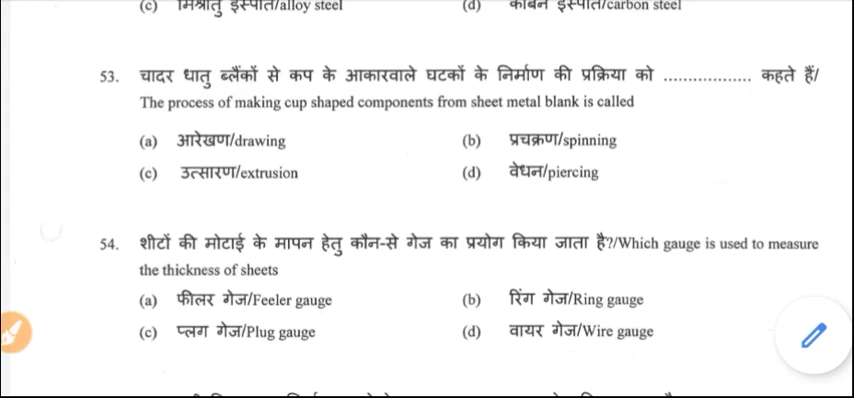 (c) मिश्रातु इस्पात/alloy steel (d) कार्बन इस्पात/carbon steel
53. चादर धातु ब्लैंकों से कप के आकारवाले घटकों के निर्माण की प्रक्रिया को .................. कहते हैं/
The process of making cup shaped components from sheet metal blank is called
(a) आरेखण/drawing (b) प्रचक्रण/spinning
(c) उत्सारण/extrusion (d) वेधन/piercing
54. शीटों की मोटाई के मापन हेतु कौन-से गेज का प्रयोग किया जाता है?/Which gauge is used to measure
the thickness of sheets
(a) फीलर गेज/Feeler gauge (b) रिंग गेज/Ring gauge
(c) प्लग गेज/Plug gauge (d) वायर गेज/Wire gauge